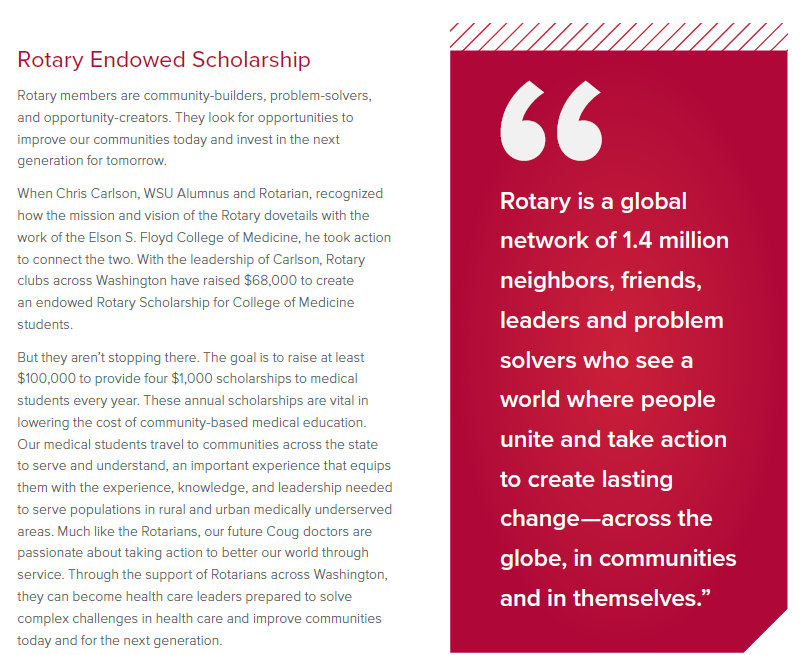 Rotary Endowed Scholarship
Rotary members are community-builders, problem-solvers,
and opportunity-creators. They look for opportunities to
improve our communities today and invest in the next
generation for tomorrow.
When Chris Carlson, WSU Alumnus and Rotarian, recognized
how the mission and vision of the Rotary dovetails with the
work of the Elson S. Floyd College of Medicine, he took action
to connect the two. With the leadership of Carlson, Rotary
clubs across Washington have raised $68,000 to create
an endowed Rotary Scholarship for College of Medicine
students.
But they aren’t stopping there. The goal is to raise at least
$100,000 to provide four $1,000 scholarships to medical
students every year. These annual scholarships are vital in
lowering the cost of community-based medical education.
Our medical students travel to communities across the state
to serve and understand, an important experience that equips
them with the experience, knowledge, and leadership needed
to serve populations in rural and urban medically underserved
areas. Much like the Rotarians, our future Coug doctors are
passionate about taking action to better our world through
service. Through the support of Rotarians across Washington,
they can become health care leaders prepared to solve
complex challenges in health care and improve communities
today and for the next generation.
“
Rotary is a global
network of 1.4 million
neighbors, friends,
leaders and problem
solvers who see a
world where people
unite and take action
to create lasting
change—across the
globe, in communities
and in themselves.”